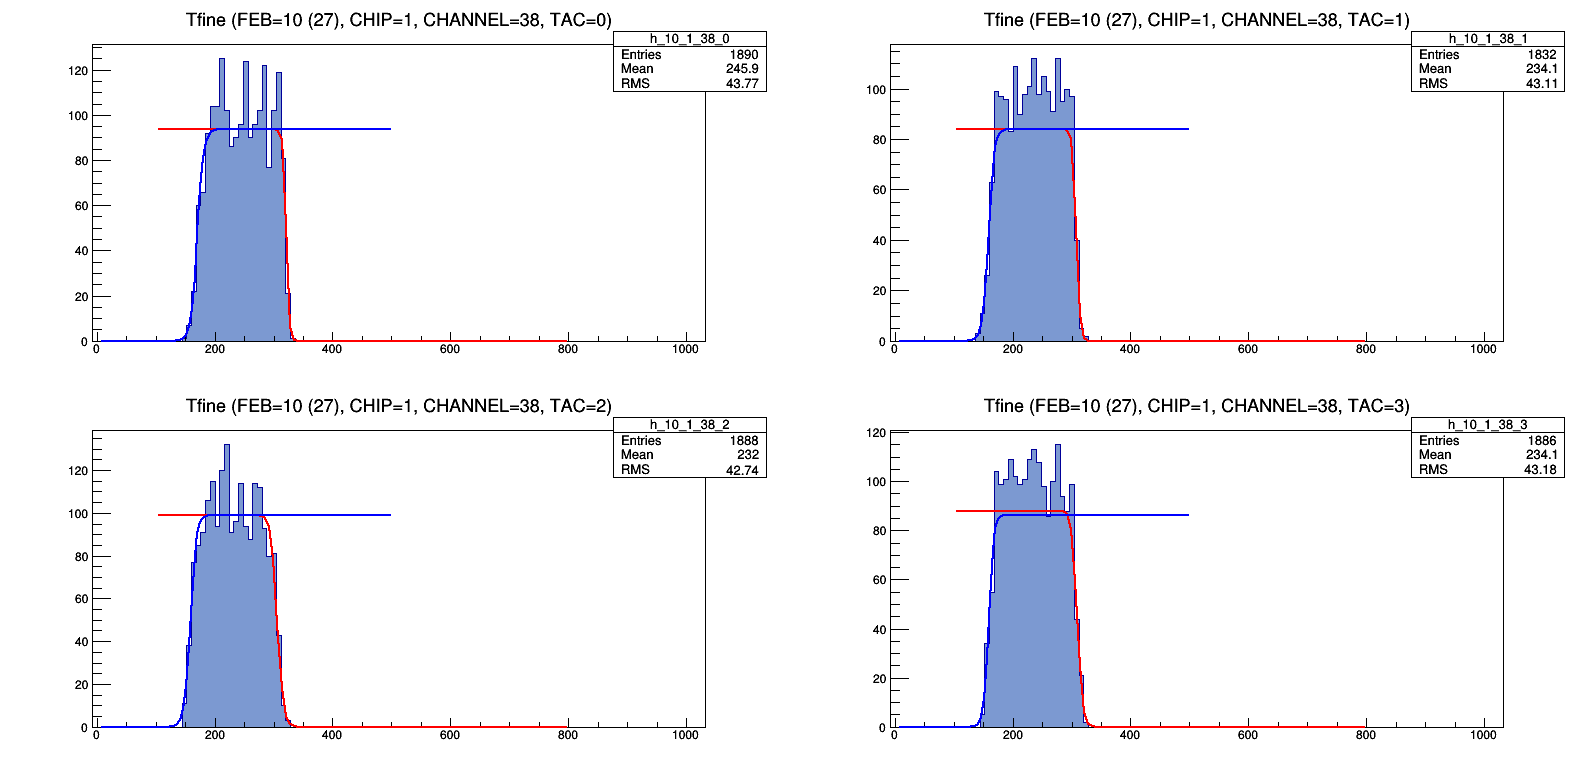 Tfine (FEB=10 (27), CHIP=1, CHANNEL=38, TAC=0)
h_10_1_38_0
Entries 1890
Mean 245.9
RMS 43.77
120
100
80
60
40
20
0
0 200 400 600 800 1000
Tfine (FEB=10 (27), CHIP=1, CHANNEL=38, TAC=1)
h_10_1_38_1
Entries 1832
Mean 234.1
RMS 43.11
100
80
60
40
20
0
0 200 400 600 800 1000
Tfine (FEB=10 (27), CHIP=1, CHANNEL=38, TAC=2)
h_10_1_38_2
Entries 1888
Mean 232
RMS 42.74
120
100
80
60
40
20
0
0 200 400 600 800 1000
Tfine (FEB=10 (27), CHIP=1, CHANNEL=38, TAC=3)
h_10_1_38_3
Entries 1886
Mean 234.1
RMS 43.18
120
100
80
60
40
20
0
0 200 400 600 800 1000